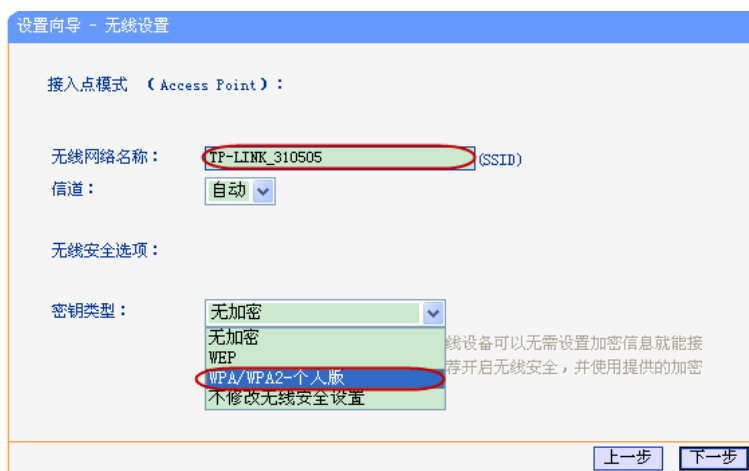 设置向导 - 无线设置
接入点模式 （Access Point）：
无线网络名称： TP-LINK_310505 (SSID)
信道： 自动
无线安全选项：
密钥类型： 无加密
无加密
WEP
线设备可以无需设置加密信息就能接
WPA/WPA2-个人版
荐开启无线安全，并使用提供的加密
不修改无线安全设置
上一步 下一步